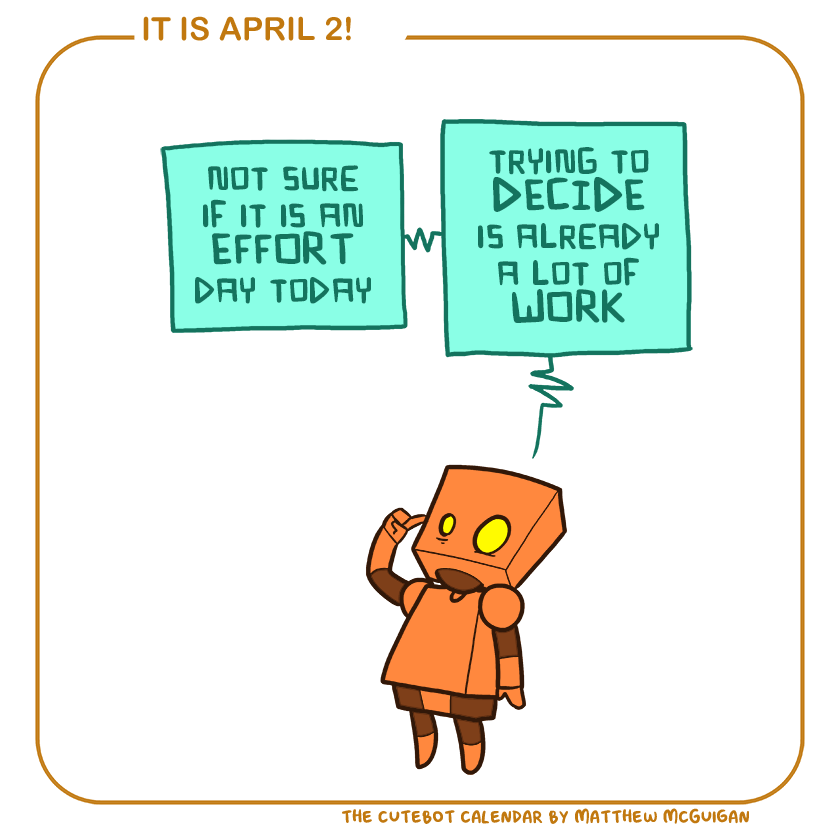 IT IS APRIL 2!
NOT SURE
IF IT IS AN
EFFORT
DAY TODAY
TRYING TO
DECIDE
IS ALREADY
A LOT OF
WORK
THE CUTEBOT CALENDAR BY MATTHEW MCGUIGAN